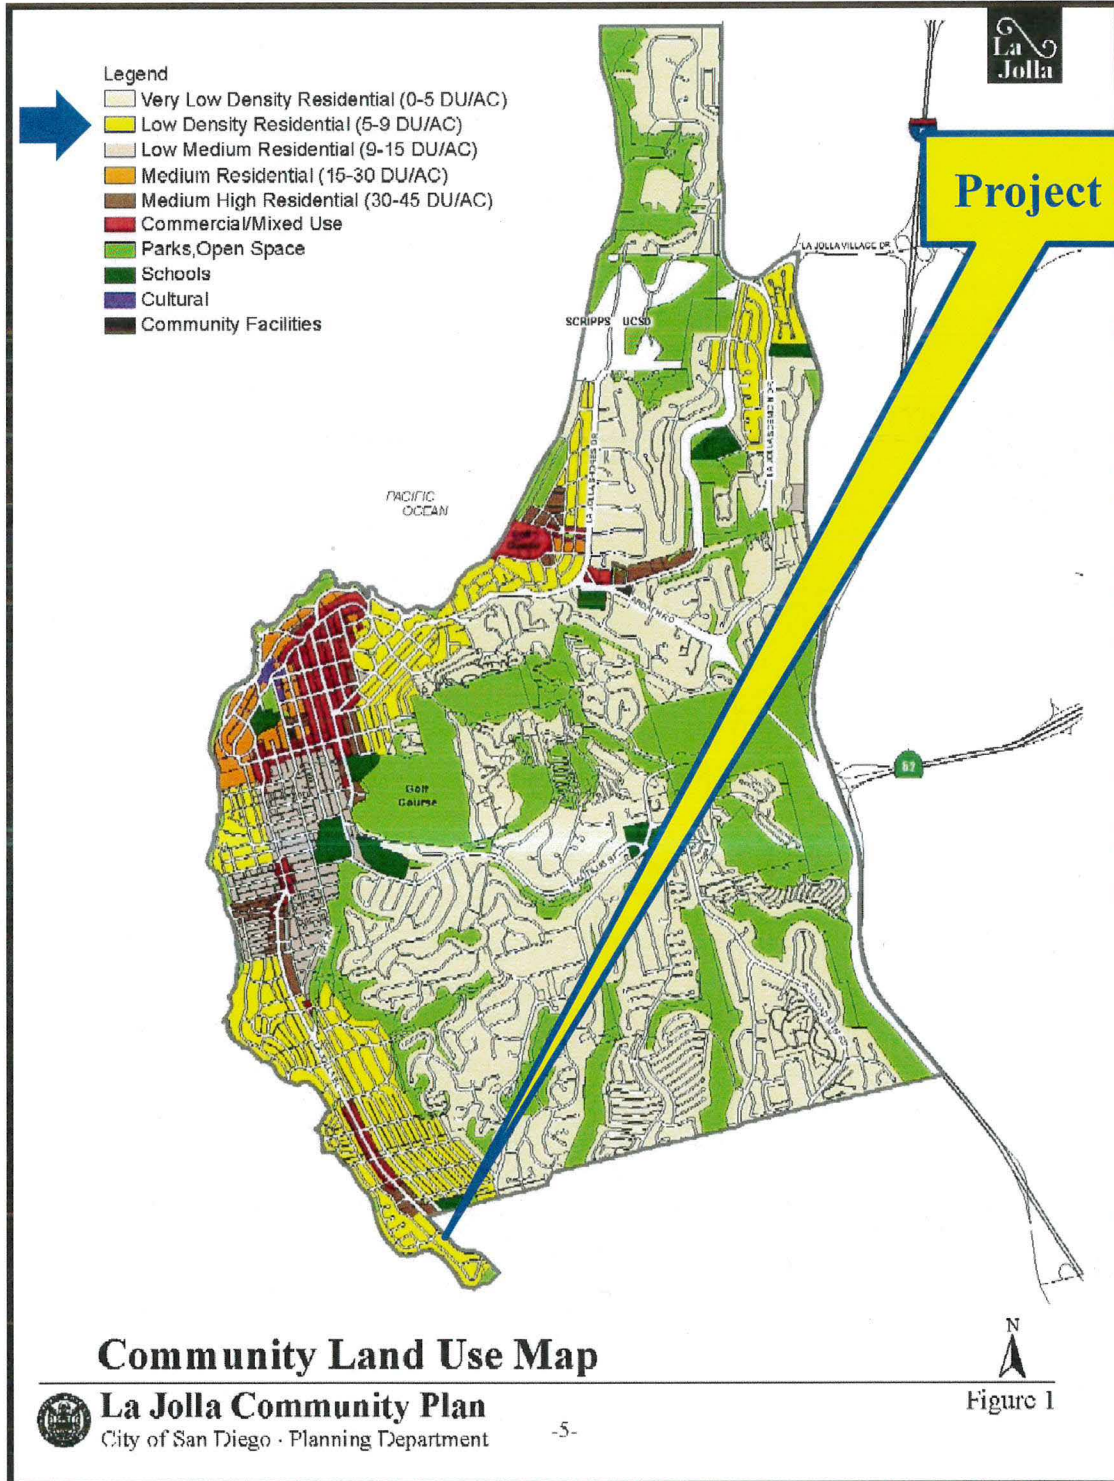 La
Jolla
Legend
Very Low Density Residential (0-5 DU/AC)
Low Density Residential (5-9 DU/AC)
Low Medium Residential (9-15 DU/AC)
Medium Residential (15-30 DU/AC)
Medium High Residential (30-45 DU/AC)
Commercial/Mixed Use
Parks,Open Space
Schools
Cultural
Community Facilities
Project
LA JOLLA VILLAGE DR
SCRIPPS UCSD
LA JOLLA SHORES DR
PACIFIC
OCEAN
Golf
Course
Community Land Use Map
N
La Jolla Community Plan
City of San Diego · Planning Department
-5-
Figure 1